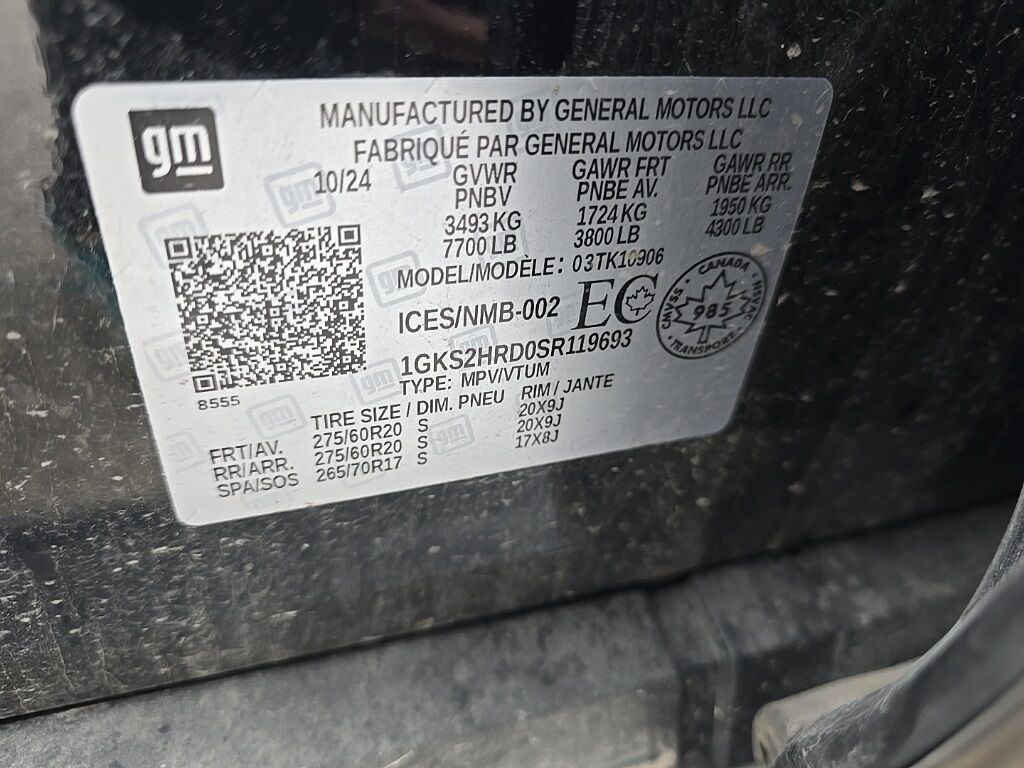 gm
MANUFACTURED BY GENERAL MOTORS LLC
FABRIQUÉ PAR GENERAL MOTORS LLC
10/24 GVWR GAWR FRT GAWR RR
PNBV PNBE AV. PNBE ARR.
3493 KG 1724 KG 1950 KG
7700 LB 3800 LB 4300 LB
MODEL/MODÈLE: 03TK10906
ICES/NMB-002 EC
CANADA
CMVSS 985 NSVAC
TRANSPORT
1GKS2HRD0SR119693
TYPE: MPV/VTUM
8555
TIRE SIZE / DIM. PNEU RIM / JANTE
FRT/AV. 275/60R20 S 20X9J
RR/ARR. 275/60R20 S 20X9J
SPA/SOS 265/70R17 S 17X8J